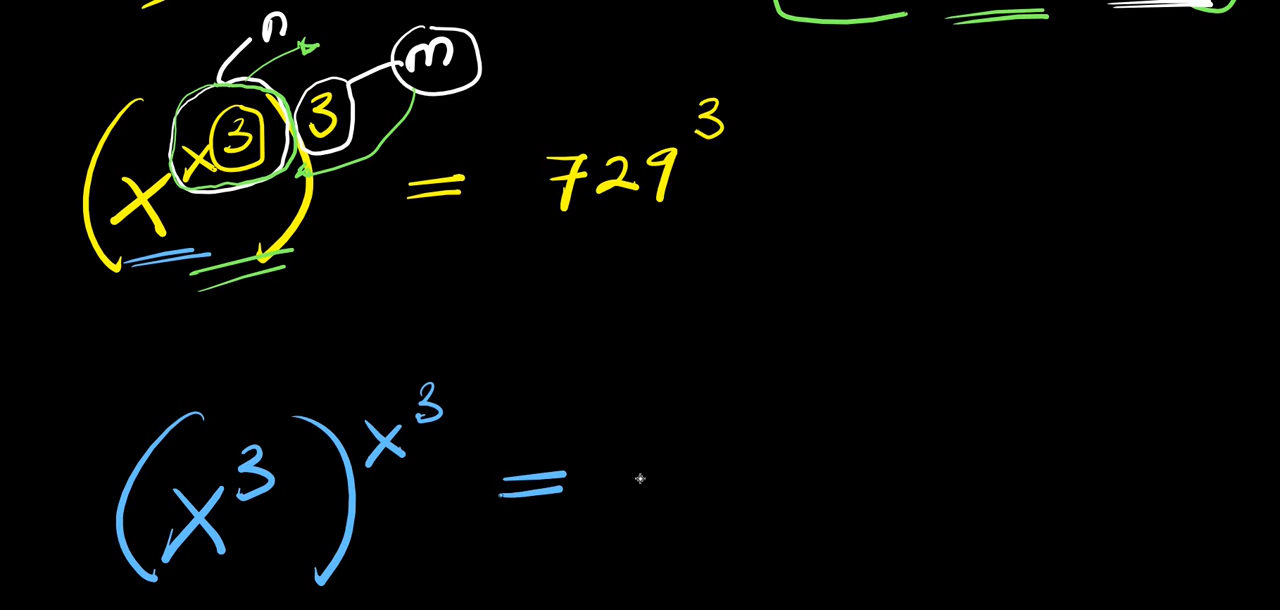 n m
(x^{x^3})^3 = 729^3
(x^3)^{x^3} =